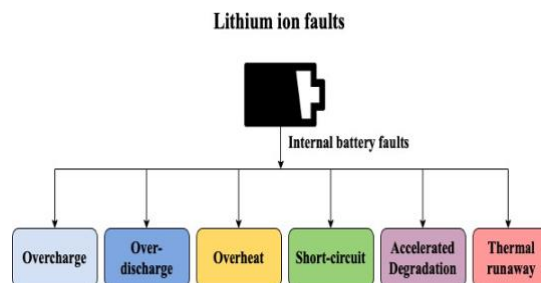 Lithium ion faults
Internal battery faults
Overcharge
Over-
discharge
Overheat
Short-circuit
Accelerated
Degradation
Thermal
runaway